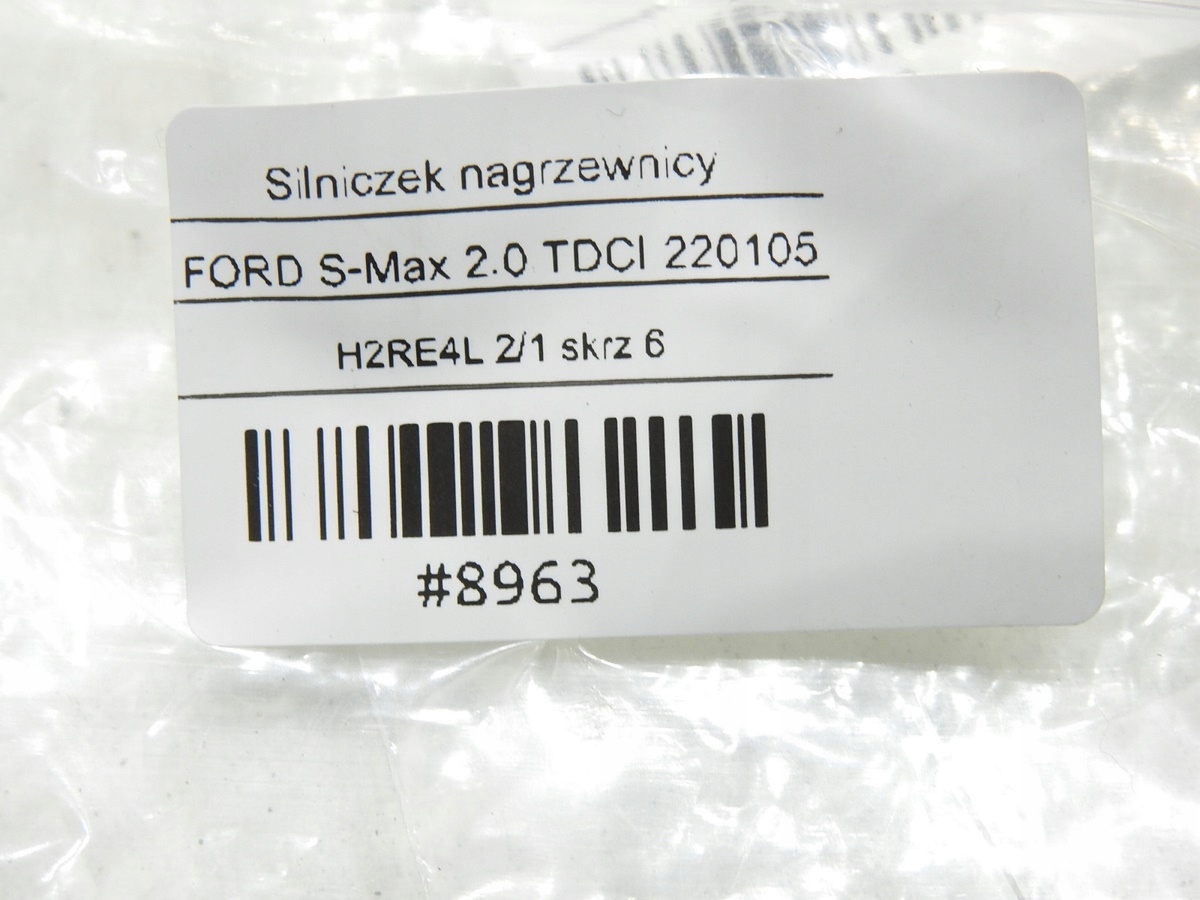 Silniczek nagrzewnicy
FORD S-Max 2.0 TDCI 220105
H2RE4L 2/1 skrz 6
#8963